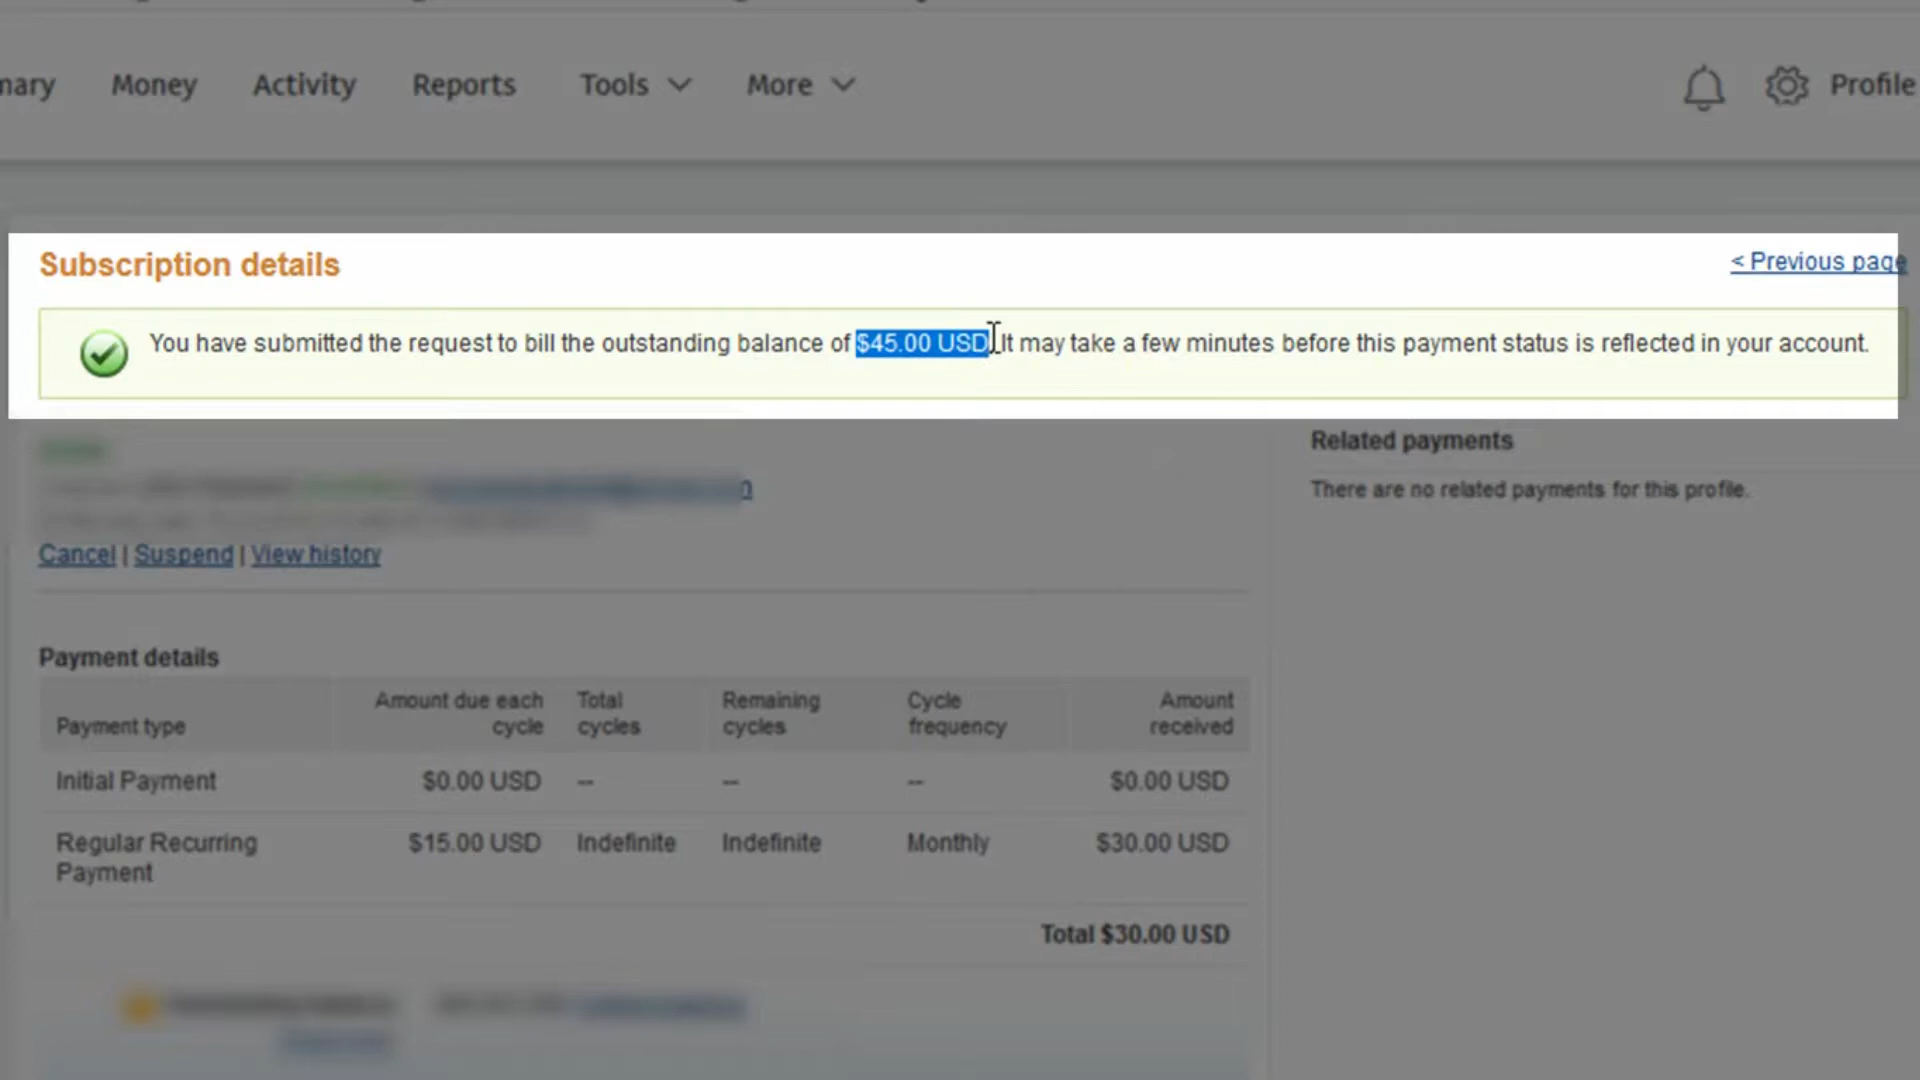 Money Activity Reports Tools More Profile
Subscription details
< Previous page
You have submitted the request to bill the outstanding balance of $45.00 USD. It may take a few minutes before this payment status is reflected in your account.
Related payments
There are no related payments for this profile.
Cancel | Suspend | View history
Payment details
Payment type Amount due each cycle Total cycles Remaining cycles Cycle frequency Amount received
Initial Payment $0.00 USD -- -- -- $0.00 USD
Regular Recurring Payment $15.00 USD Indefinite Indefinite Monthly $30.00 USD
Total $30.00 USD